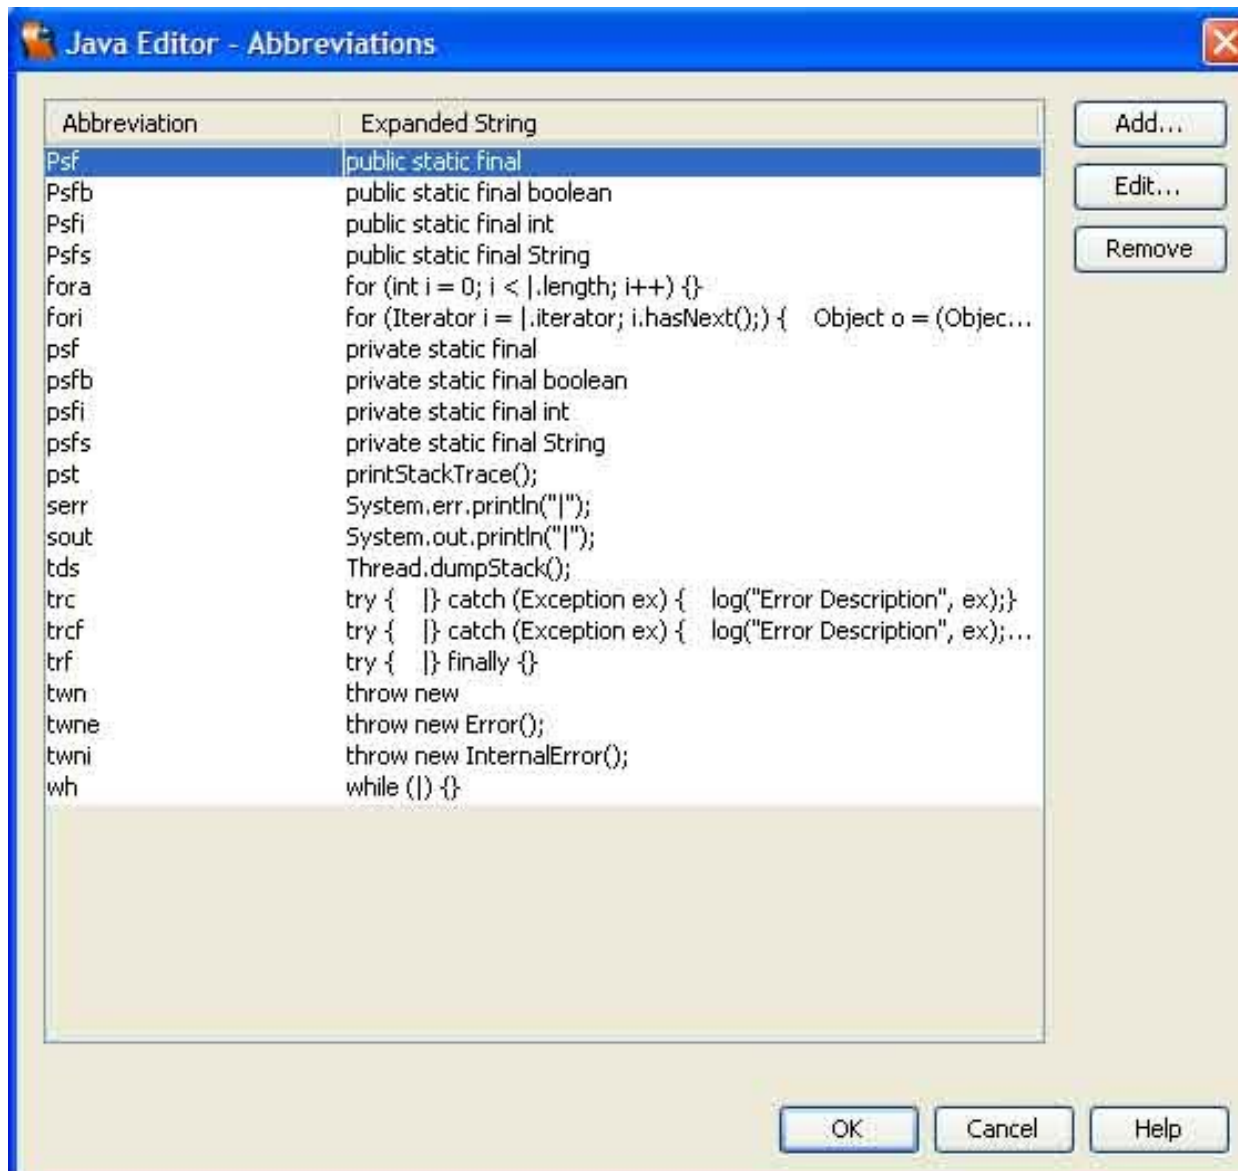 Java Editor - Abbreviations
Abbreviation Expanded String
Add...
Psf public static final
Psfb public static final boolean
Edit...
Psfi public static final int
Psfs public static final String
Remove
fora for (int i = 0; i < |.length; i++) {}
fori for (Iterator i = |.iterator; i.hasNext();) {    Object o = (Objec...
psf private static final
psfb private static final boolean
psfi private static final int
psfs private static final String
pst printStackTrace();
serr System.err.println("|");
sout System.out.println("|");
tds Thread.dumpStack();
trc try {    |} catch (Exception ex) {    log("Error Description", ex);}
trcf try {    |} catch (Exception ex) {    log("Error Description", ex);...
trf try {    |} finally {}
twn throw new
twne throw new Error();
twni throw new InternalError();
wh while (|) {}
OK Cancel Help